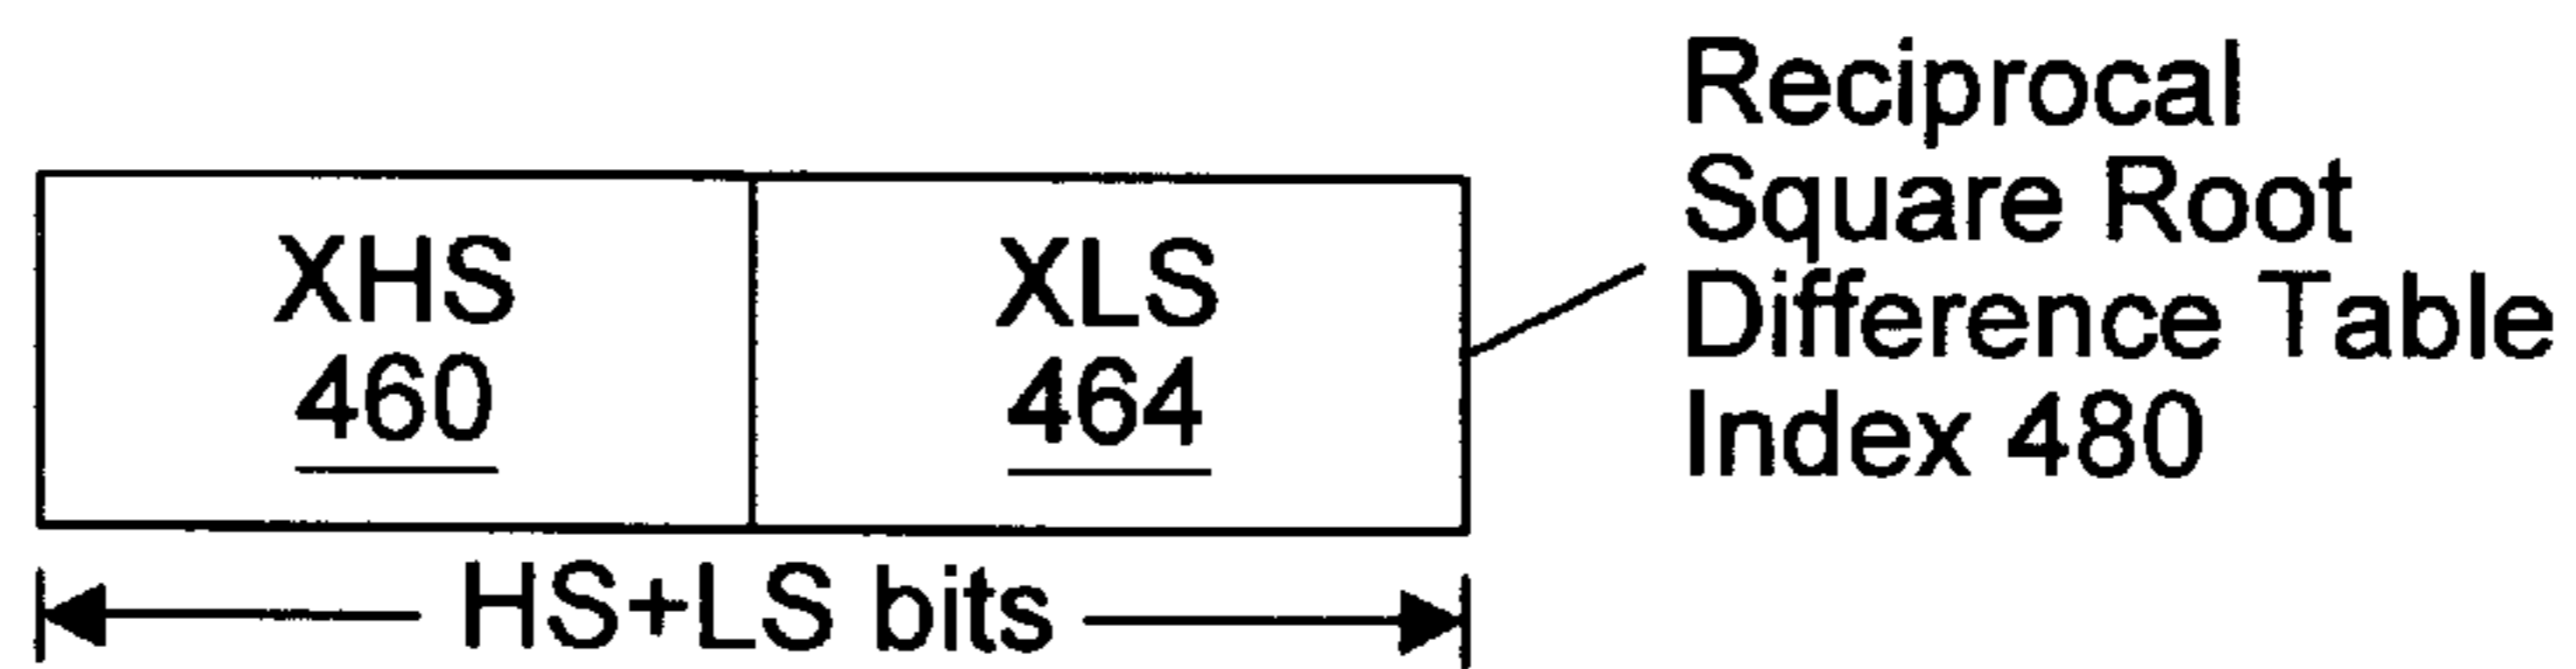 XHS
460
XLS
464
HS+LS bits
Reciprocal
Square Root
Difference Table
Index 480